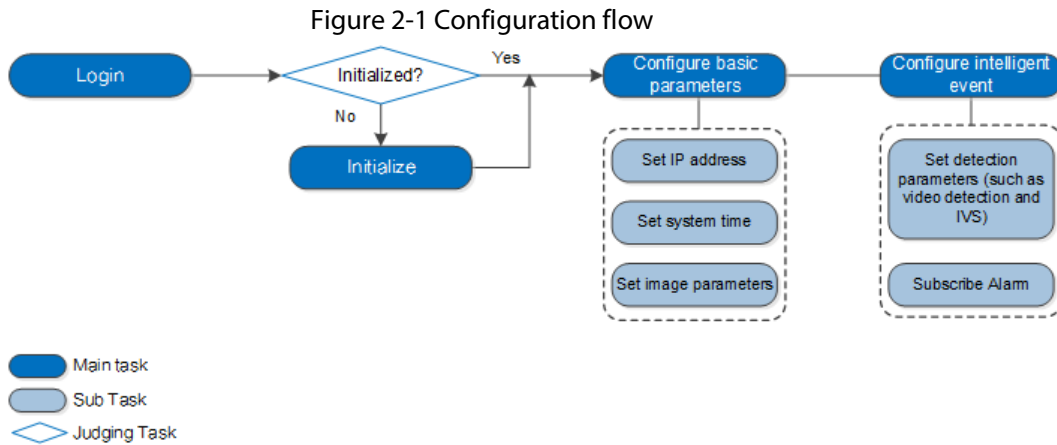 Figure 2-1 Configuration flow
Login
Initialized?
Yes
No
Initialize
Configure basic
parameters
Set IP address
Set system time
Set image parameters
Configure intelligent
event
Set detection
parameters (such as
video detection and
IVS)
Subscribe Alarm
Main task
Sub Task
Judging Task